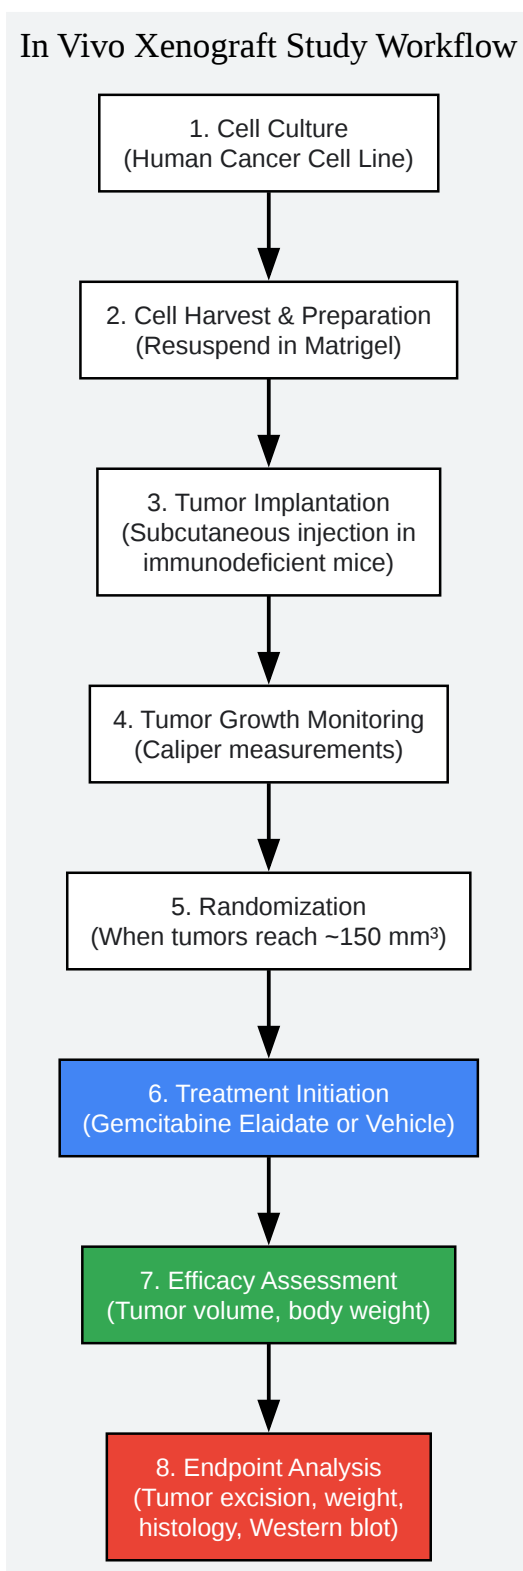 In Vivo Xenograft Study Workflow
1. Cell Culture
(Human Cancer Cell Line)
2. Cell Harvest & Preparation
(Resuspend in Matrigel)
3. Tumor Implantation
(Subcutaneous injection in
immunodeficient mice)
4. Tumor Growth Monitoring
(Caliper measurements)
5. Randomization
(When tumors reach ~150 mm³)
6. Treatment Initiation
(Gemcitabine Elaidate or Vehicle)
7. Efficacy Assessment
(Tumor volume, body weight)
8. Endpoint Analysis
(Tumor excision, weight,
histology, Western blot)